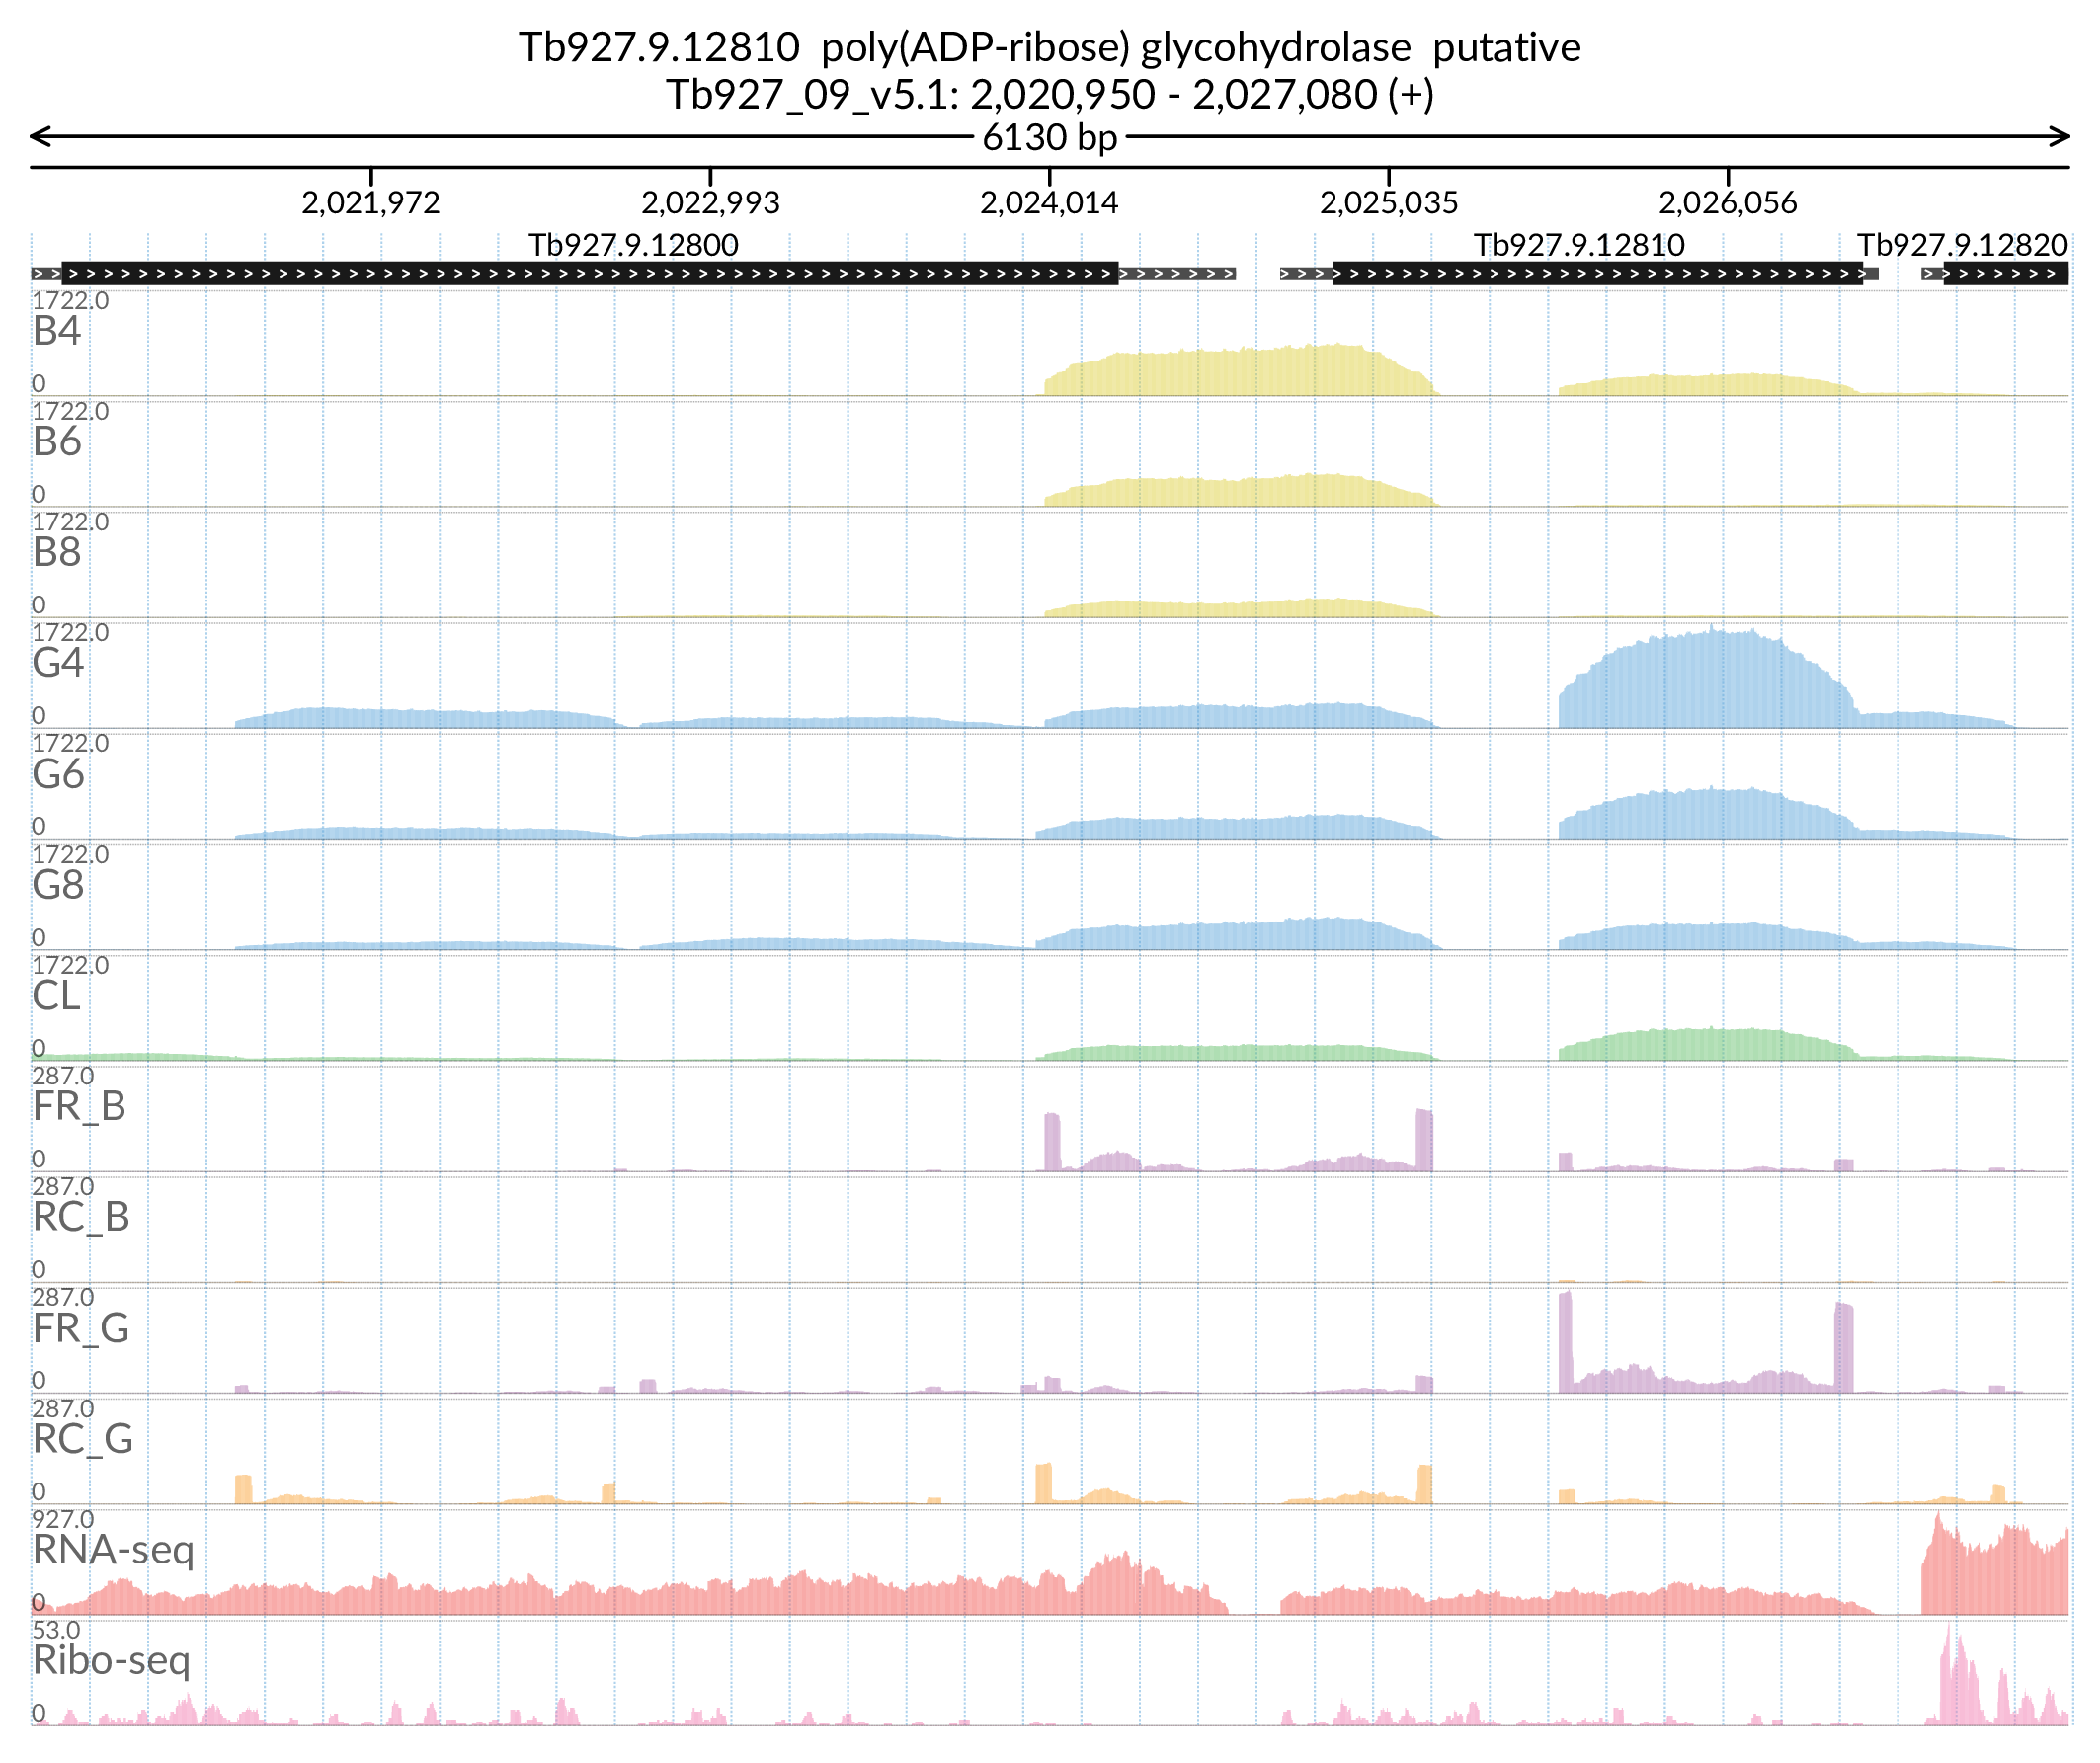 Tb927.9.12810 poly(ADP-ribose) glycohydrolase putative
Tb927_09_v5.1: 2,020,950 - 2,027,080 (+)
6130 bp
2,021,972 2,022,993 2,024,014 2,025,035 2,026,056
Tb927.9.12800 Tb927.9.12810 Tb927.9.12820
1722.0
B4
0
1722.0
B6
0
1722.0
B8
0
1722.0
G4
0
1722.0
G6
0
1722.0
G8
0
1722.0
CL
0
287.0
FR_B
0
287.0
RC_B
0
287.0
FR_G
0
287.0
RC_G
0
927.0
RNA-seq
0
53.0
Ribo-seq
0